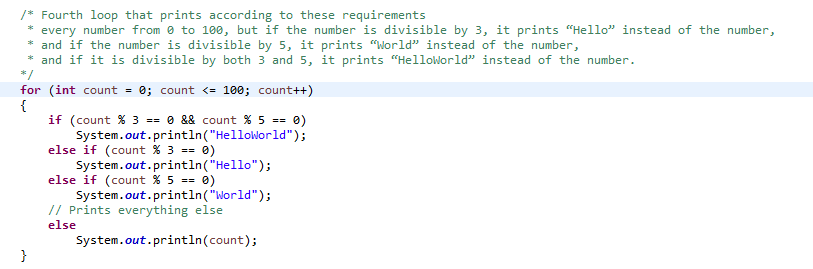 /* Fourth loop that prints according to these requirements
 * every number from 0 to 100, but if the number is divisible by 3, it prints “Hello” instead of the number,
 * and if the number is divisible by 5, it prints “World” instead of the number,
 * and if it is divisible by both 3 and 5, it prints “HelloWorld” instead of the number.
*/
for (int count = 0; count <= 100; count++)
{
    if (count % 3 == 0 && count % 5 == 0)
        System.out.println("HelloWorld");
    else if (count % 3 == 0)
        System.out.println("Hello");
    else if (count % 5 == 0)
        System.out.println("World");
    // Prints everything else
    else
        System.out.println(count);
}